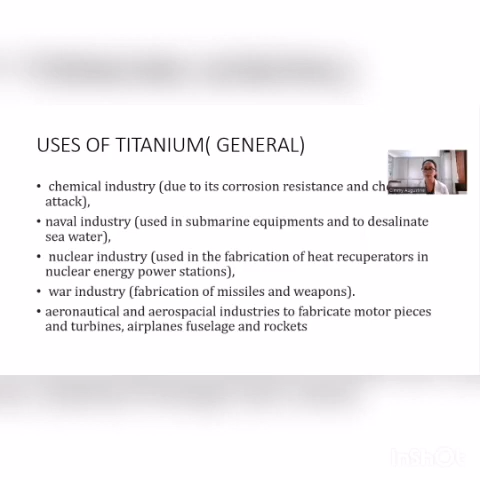 USES OF TITANIUM( GENERAL)
• chemical industry (due to its corrosion resistance and
attack),
• naval industry (used in submarine equipments and to desalinate
sea water),
• nuclear industry (used in the fabrication of heat recuperators in
nuclear energy power stations),
• war industry (fabrication of missiles and weapons).
• aeronautical and aerospacial industries to fabricate motor pieces
and turbines, airplanes fuselage and rockets